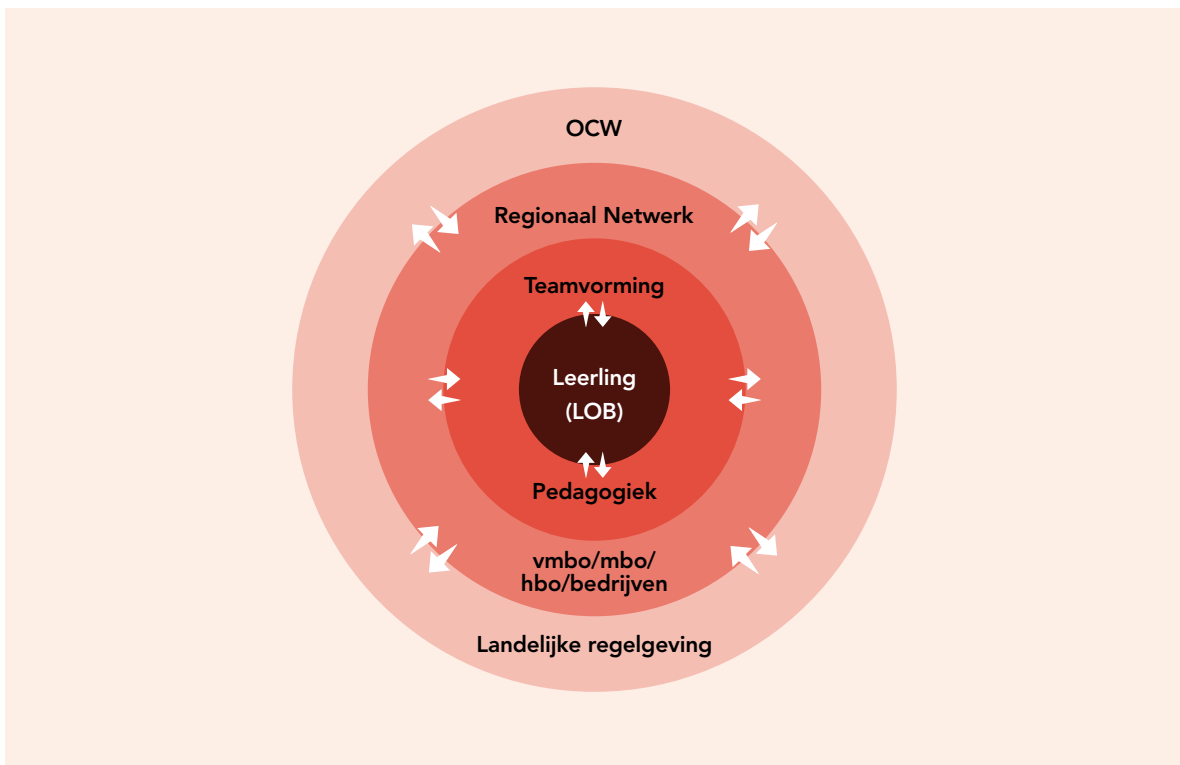 OCW
Regionaal Netwerk
Teamvorming
Leerling
(LOB)
Pedagogiek
vmbo/mbo/
hbo/bedrijven
Landelijke regelgeving